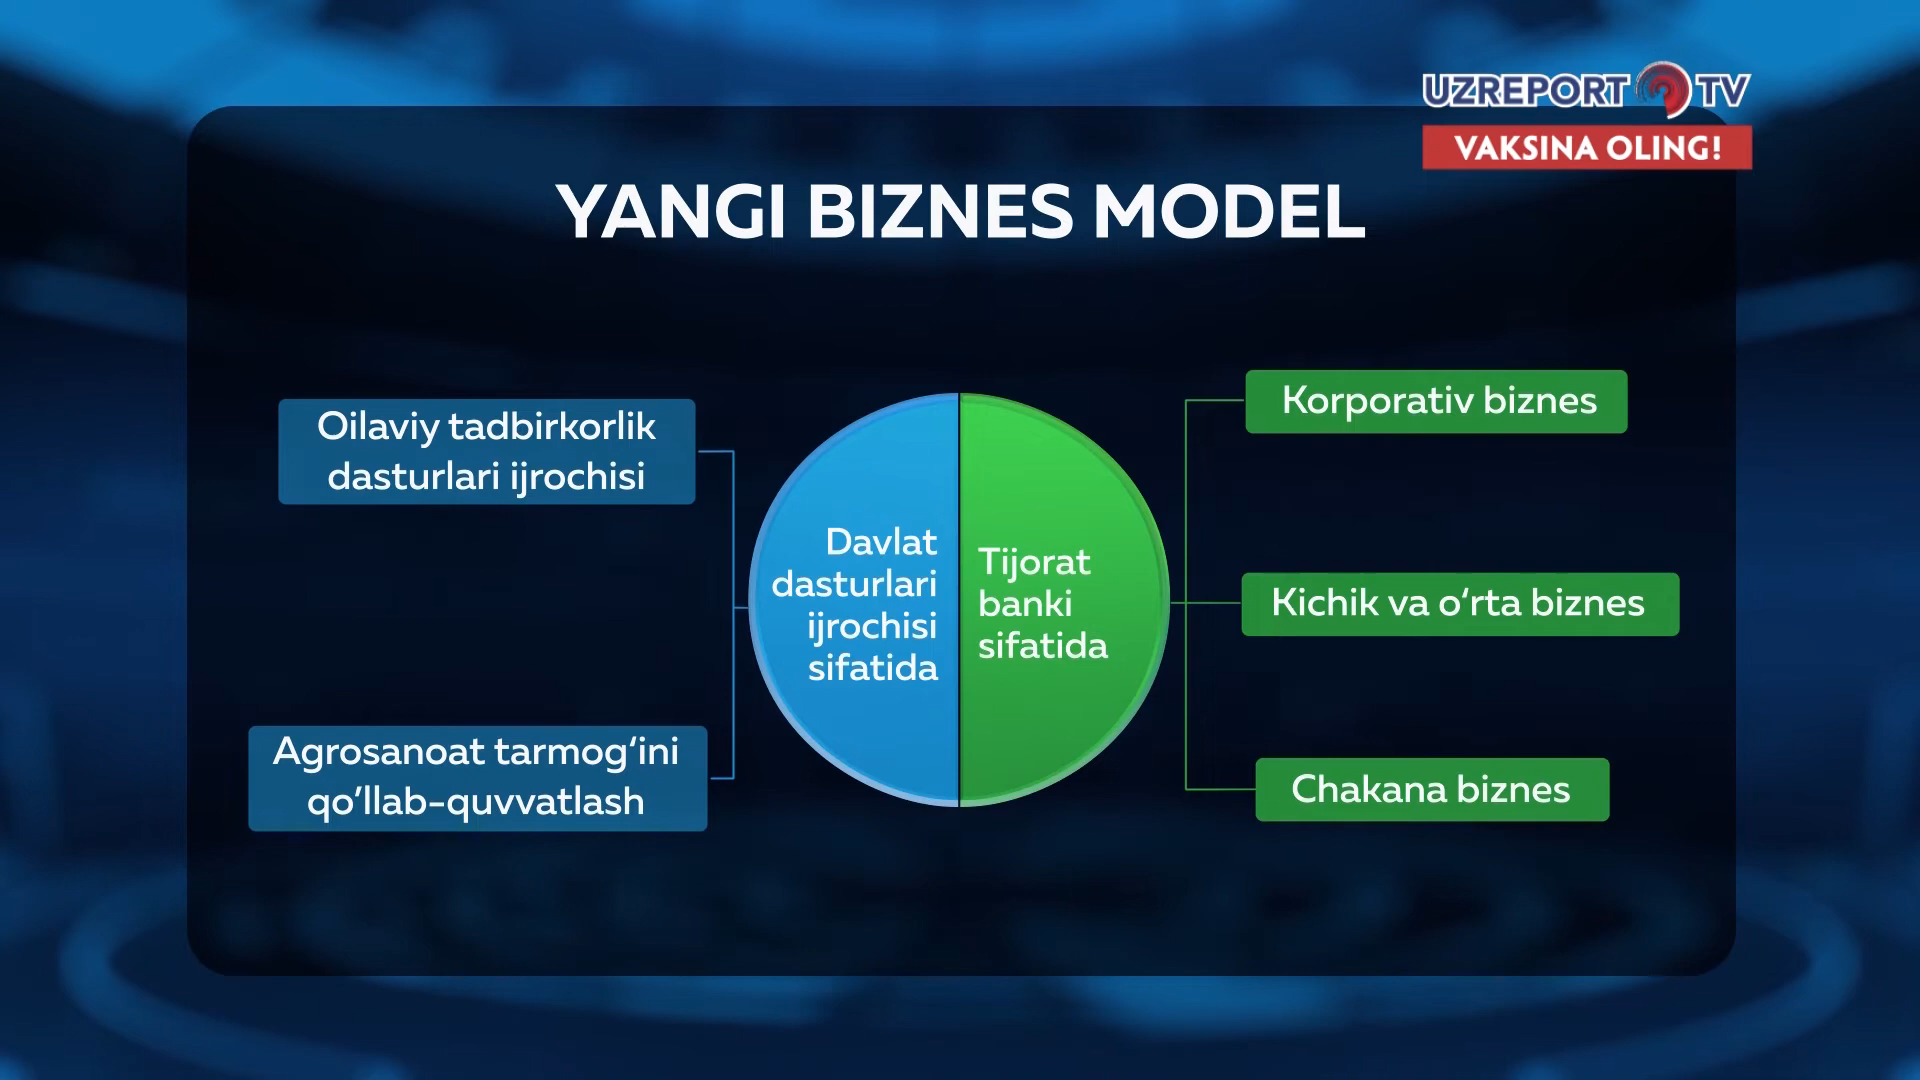 UZREPORT TV
VAKSINA OLING!
YANGI BIZNES MODEL
Oilaviy tadbirkorlik
dasturlari ijrochisi
Agrosanoat tarmog‘ini
qo’llab-quvvatlash
Davlat
dasturlari
ijrochisi
sifatida
Tijorat
banki
sifatida
Korporativ biznes
Kichik va o‘rta biznes
Chakana biznes